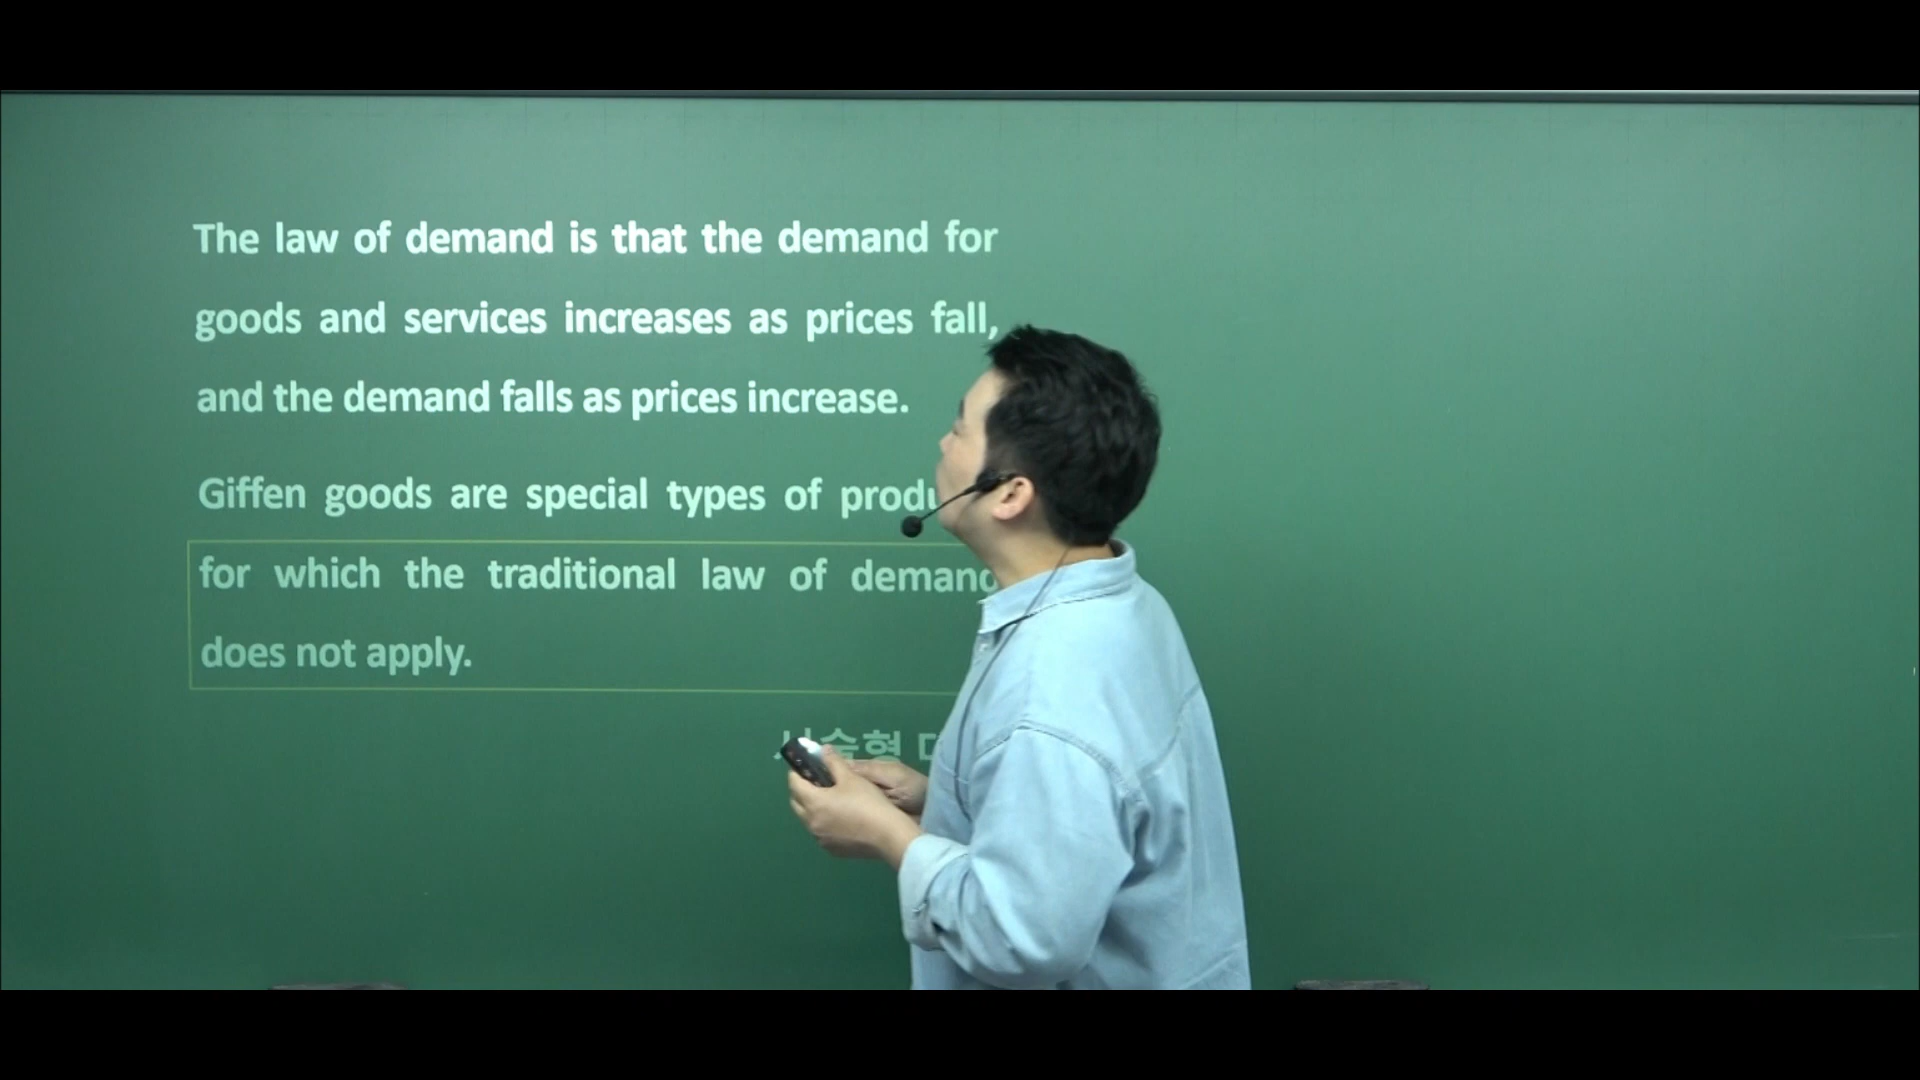 The law of demand is that the demand for
goods and services increases as prices fall,
and the demand falls as prices increase.
Giffen goods are special types of
for which the traditional law of demand
does not apply.